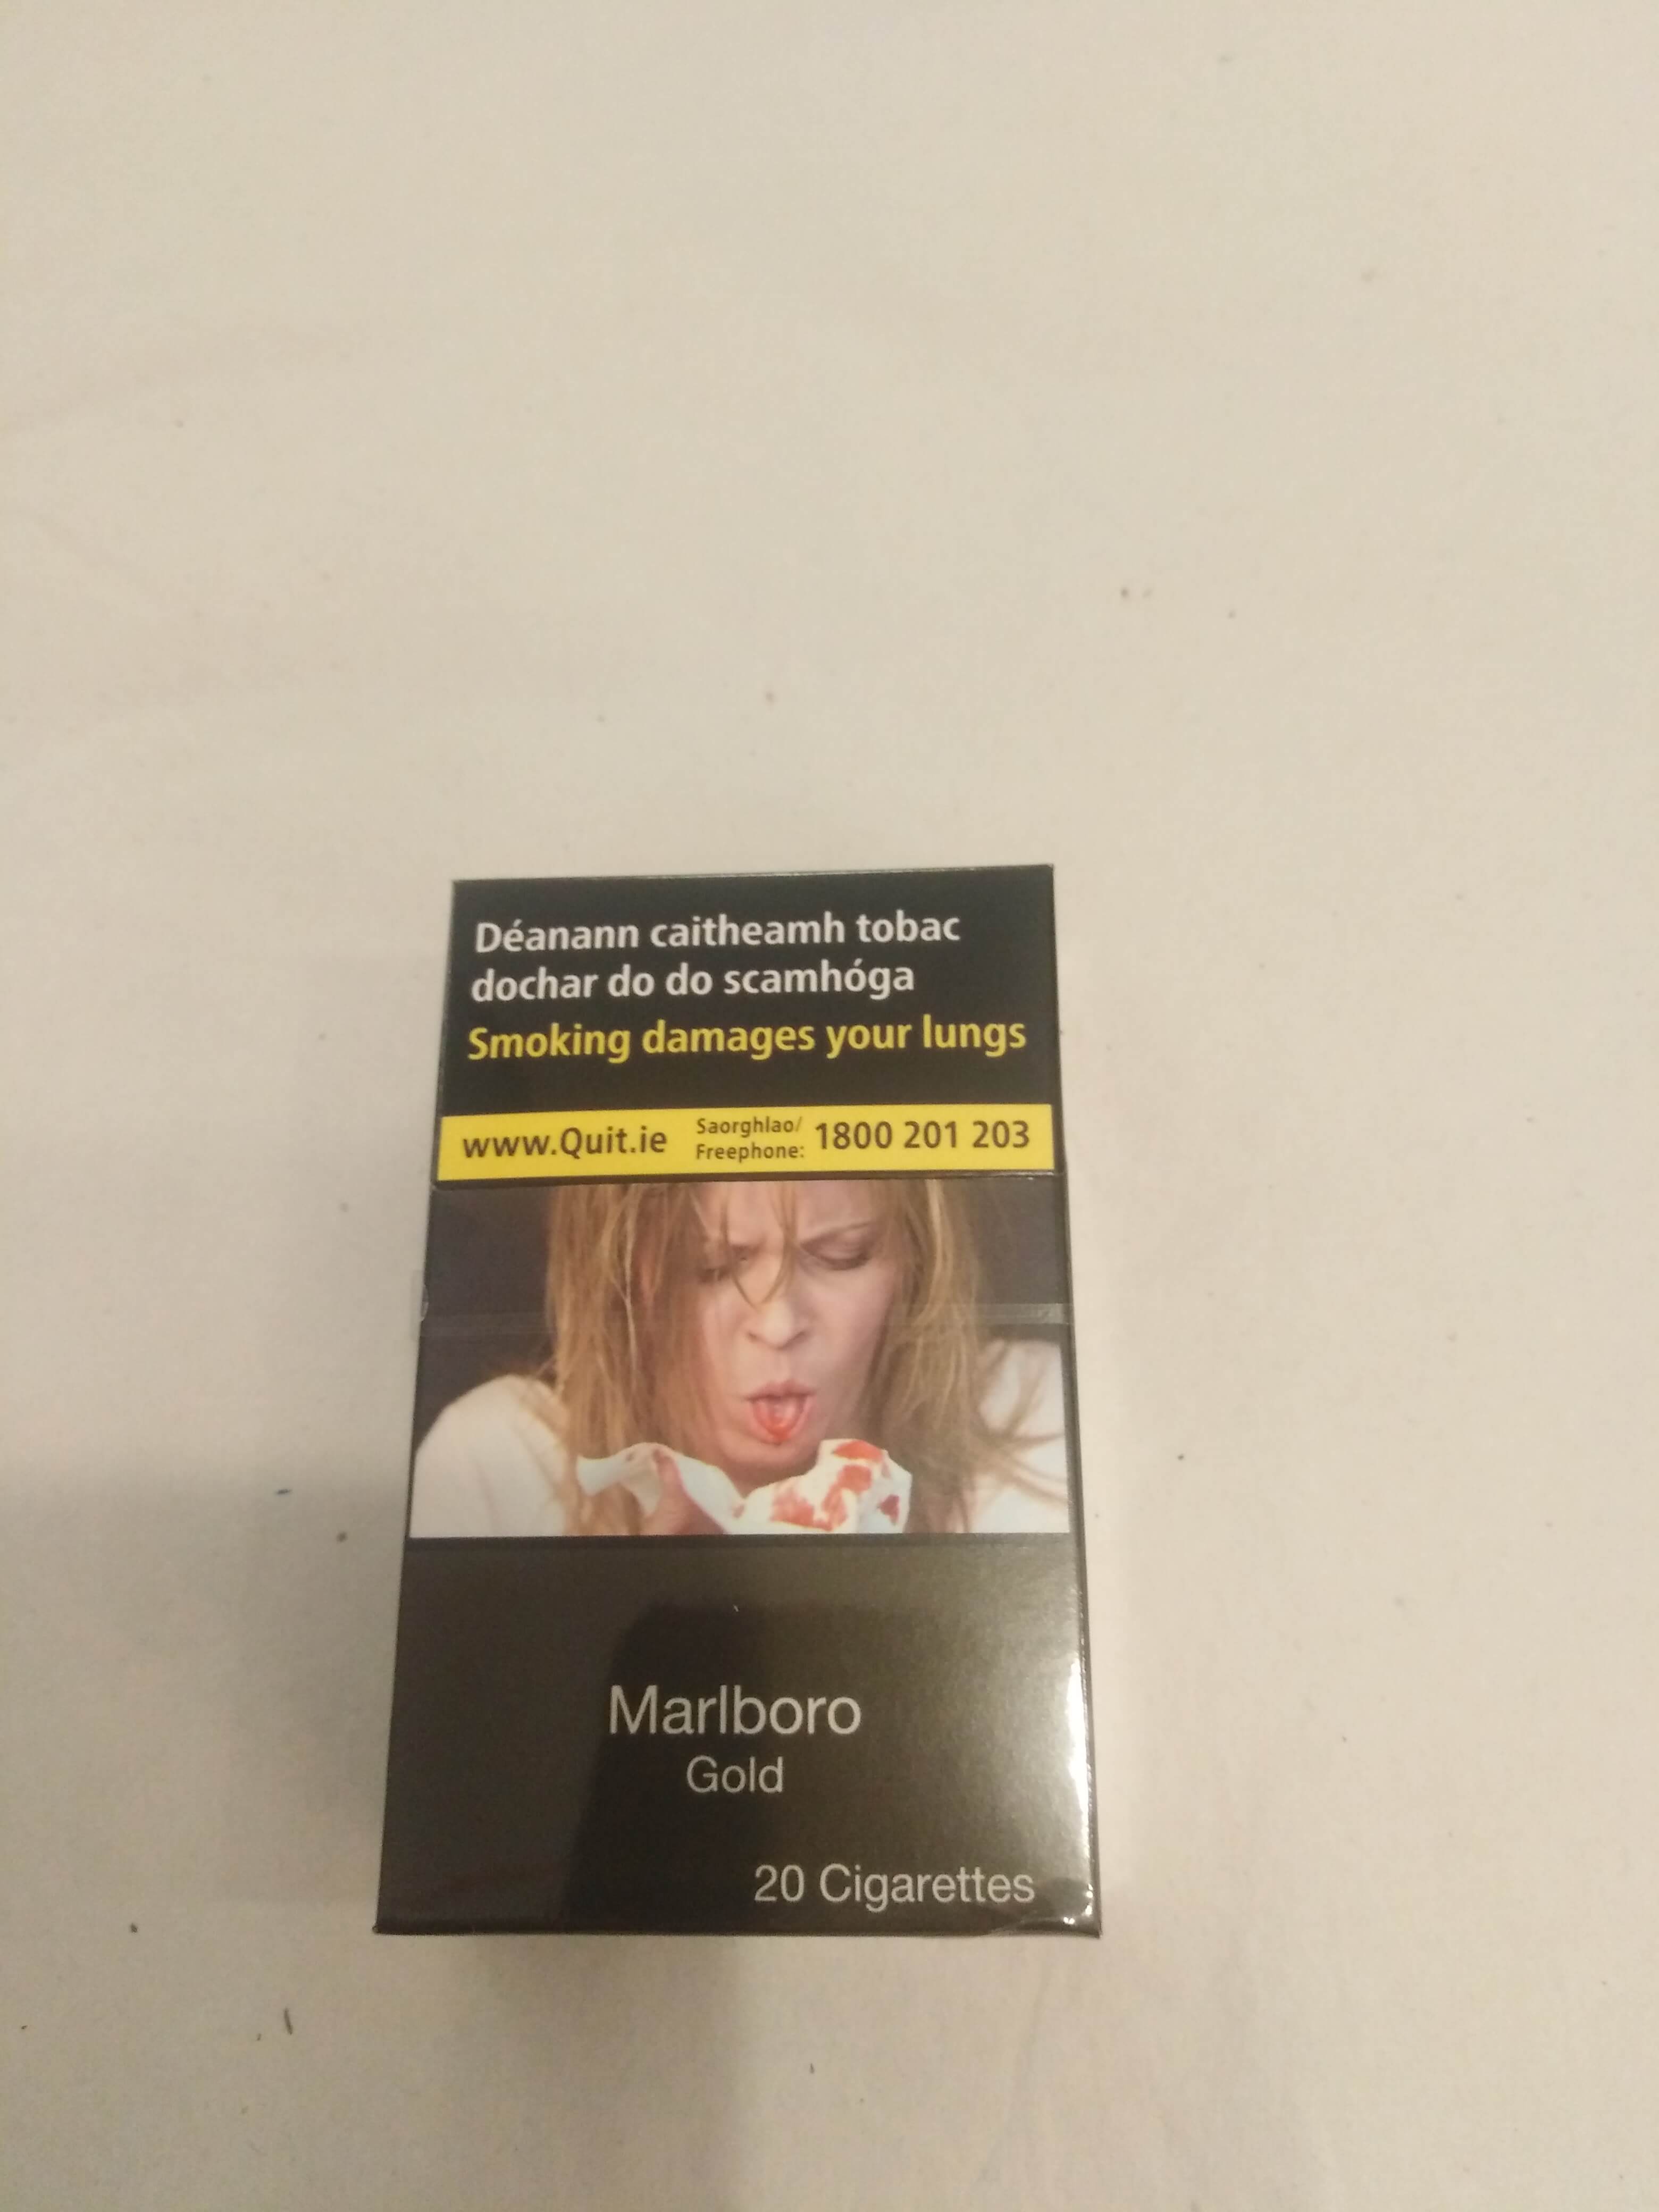 Déanann caitheamh tobac
dochar do do scamhóga
Smoking damages your lungs
www.Quit.ie Saorghlao/ Freephone: 1800 201 203
Marlboro
Gold
20 Cigarettes